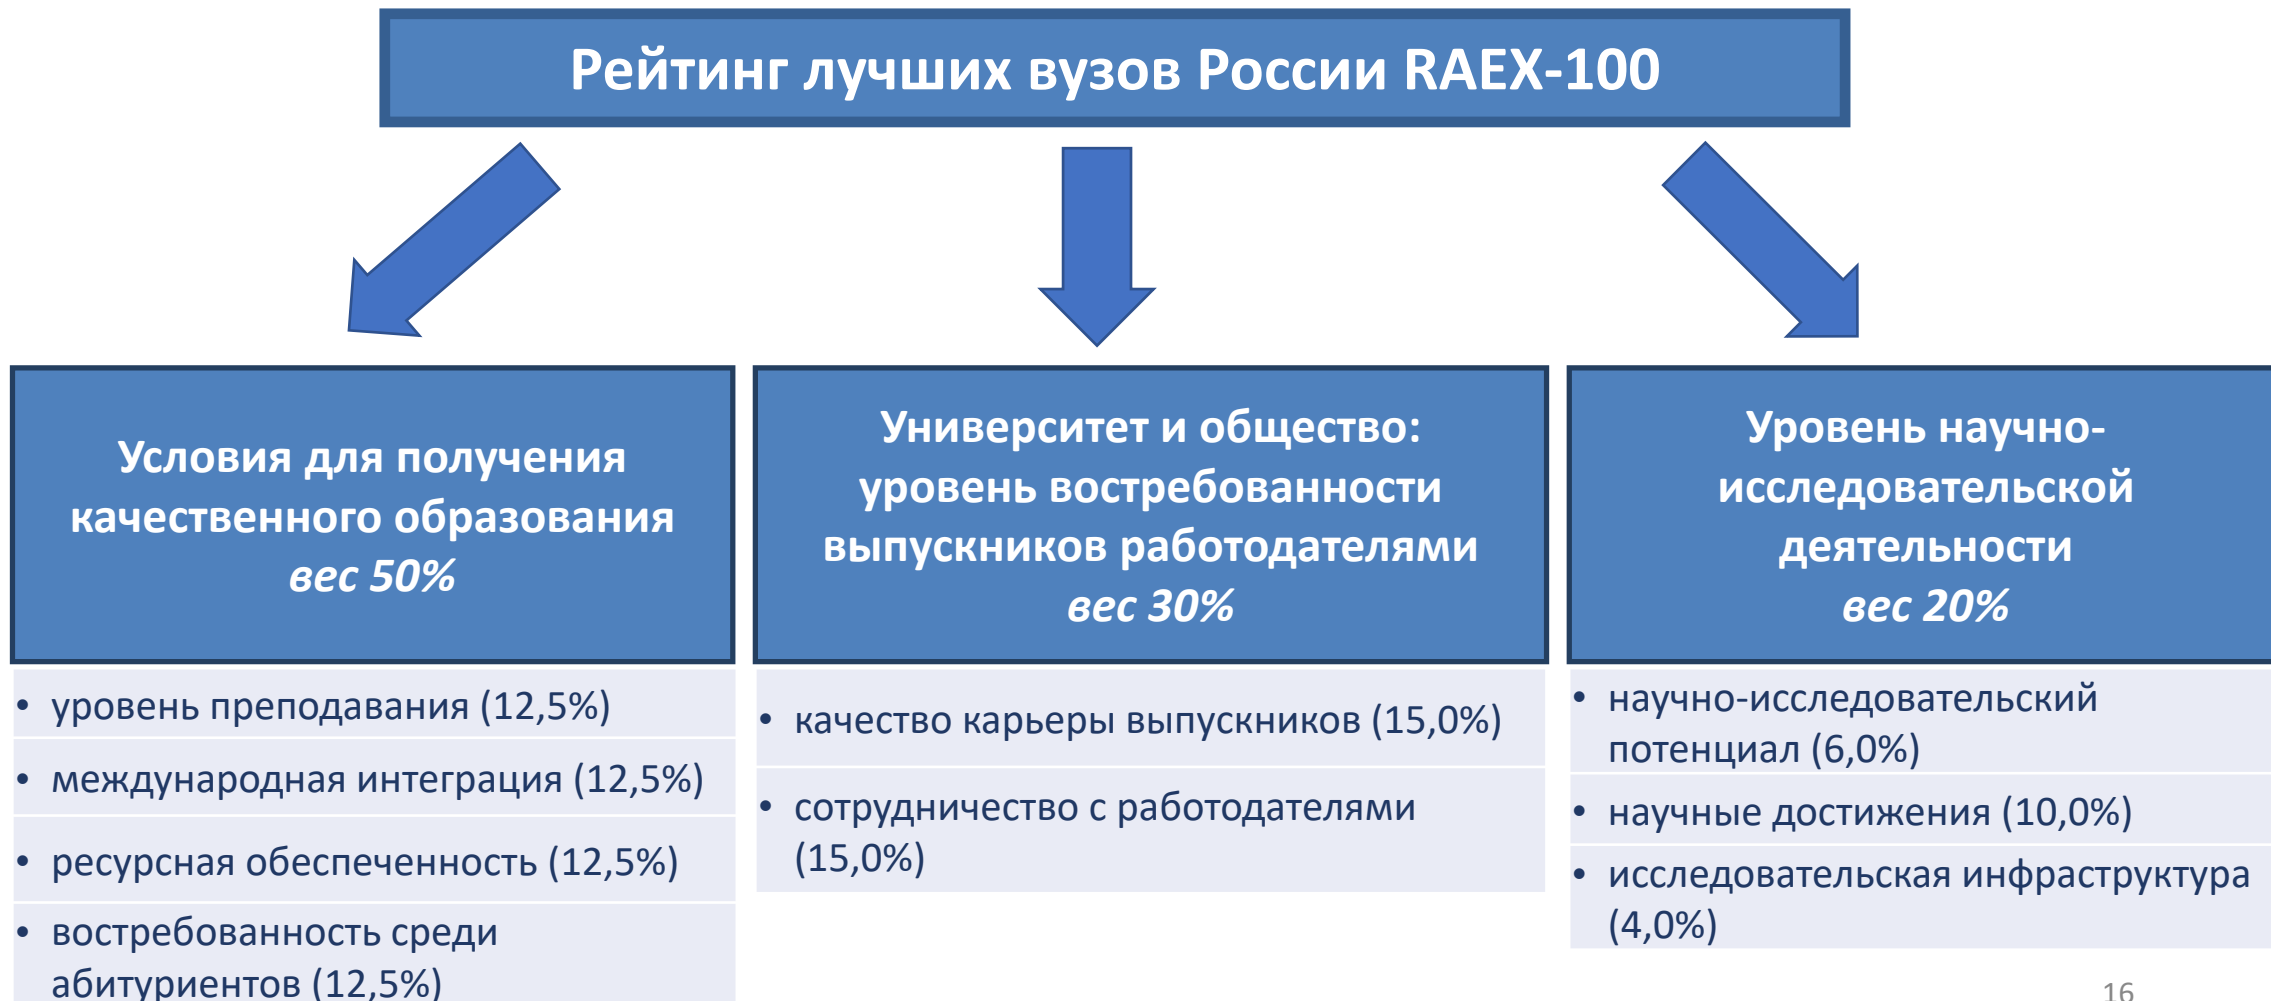 Рейтинг лучших вузов России RAEX-100
Условия для получения
качественного образования
вес 50%
• уровень преподавания (12,5%)
• международная интеграция (12,5%)
• ресурсная обеспеченность (12,5%)
• востребованность среди
абитуриентов (12,5%)
Университет и общество:
уровень востребованности
выпускников работодателями
вес 30%
• качество карьеры выпускников (15,0%)
• сотрудничество с работодателями
(15,0%)
Уровень научно-
исследовательской
деятельности
вес 20%
• научно-исследовательский
потенциал (6,0%)
• научные достижения (10,0%)
• исследовательская инфраструктура
(4,0%)
16